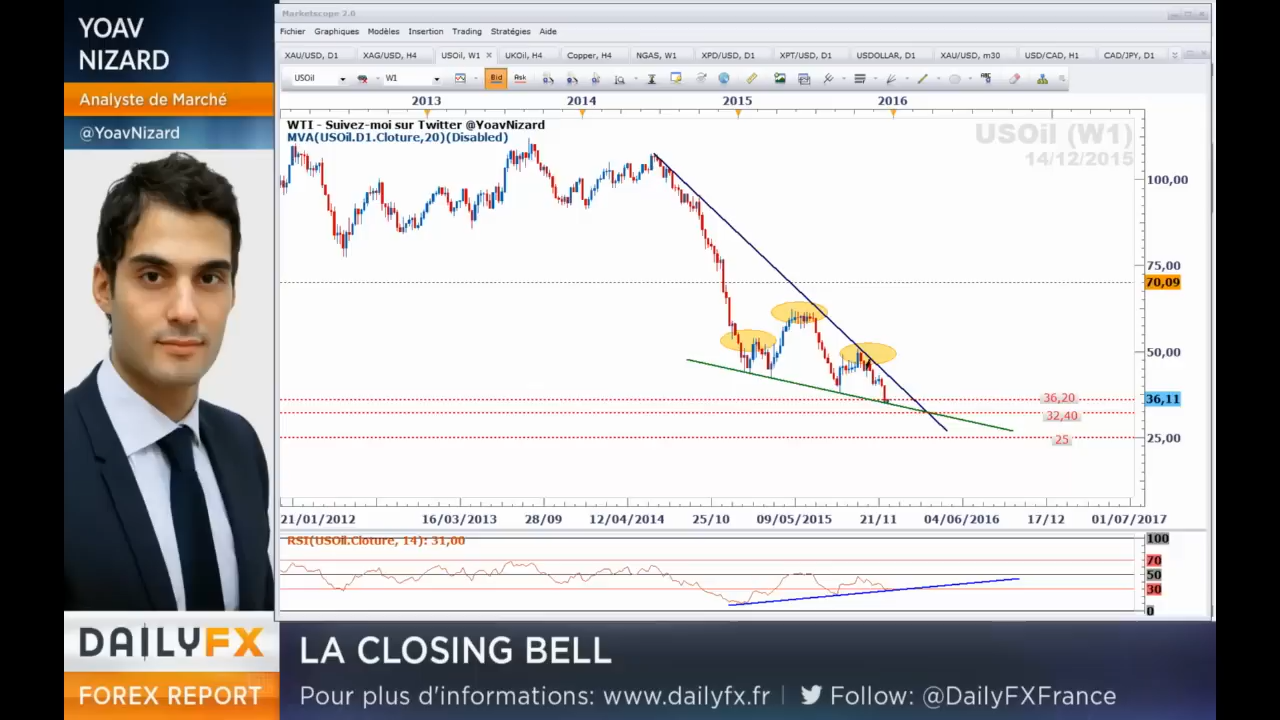 YOAV
NIZARD
Analyste de Marché
@YoavNizard
Marketscope 2.0
Fichier Graphiques Modèles Insertion Trading Stratégies Aide
XAU/USD, D1 XAG/USD, H4 USOil, W1 UKOil, H4 Copper, H4 NGAS, W1 XPD/USD, D1 XPT/USD, D1 USDOLLAR, D1 XAU/USD, m30 USD/CAD, H1 CAD/JPY, D1
USOil W1 Bid Ask
2013 2014 2015 2016
WTI - Suivez-moi sur Twitter @YoavNizard
MVA(USOil.D1.Cloture,20)(Disabled)
USOil (W1)
14/12/2015
100,00
75,00
70,09
50,00
36,20
36,11
32,40
25
25,00
21/01/2012 16/03/2013 28/09 12/04/2014 25/10 09/05/2015 21/11 04/06/2016 17/12 01/07/2017
RSI(USOil.Cloture, 14): 31,00
100
70
50
30
0
DAILYFX
FOREX REPORT
LA CLOSING BELL
Pour plus d'informations: www.dailyfx.fr | Follow: @DailyFXFrance